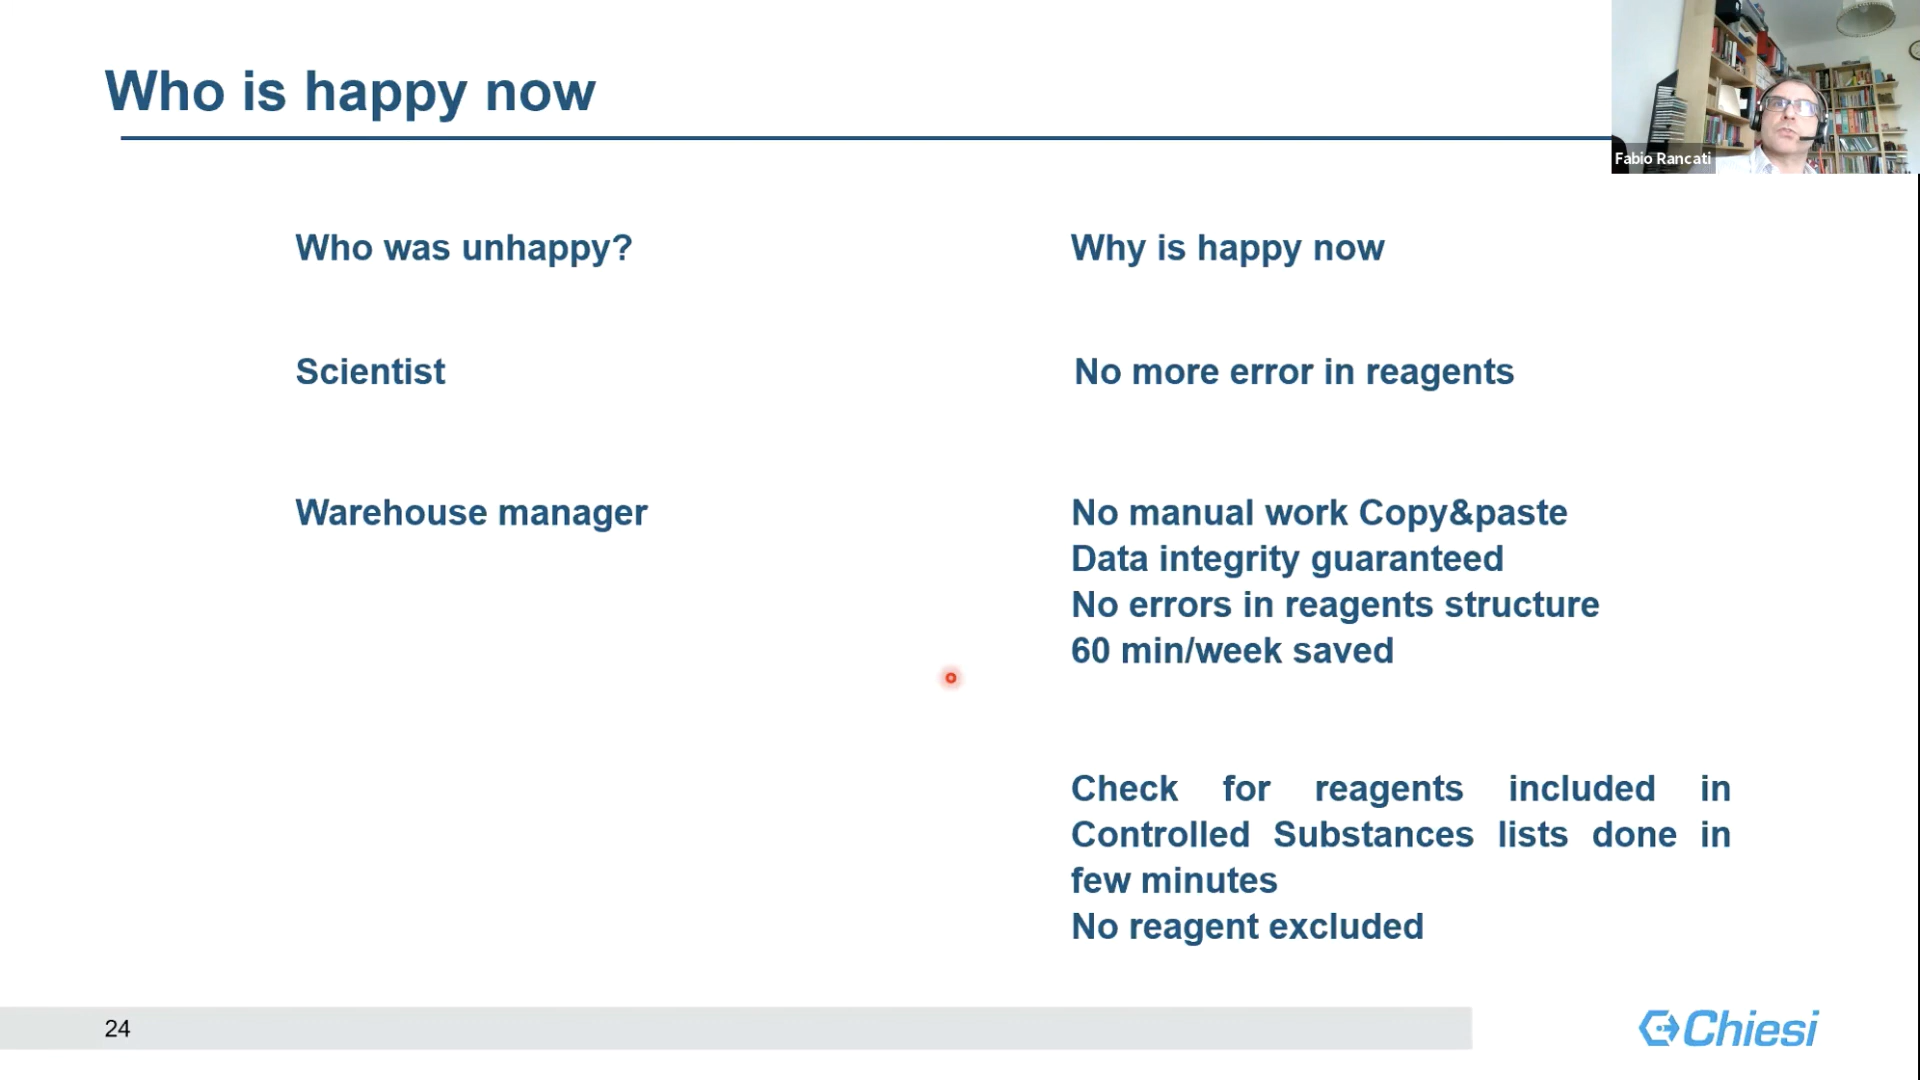 Who is happy now
Fabio Rancati
Who was unhappy?
Why is happy now
Scientist
No more error in reagents
Warehouse manager
No manual work Copy&paste
Data integrity guaranteed
No errors in reagents structure
60 min/week saved
Check for reagents included in
Controlled Substances lists done in
few minutes
No reagent excluded
24
Chiesi